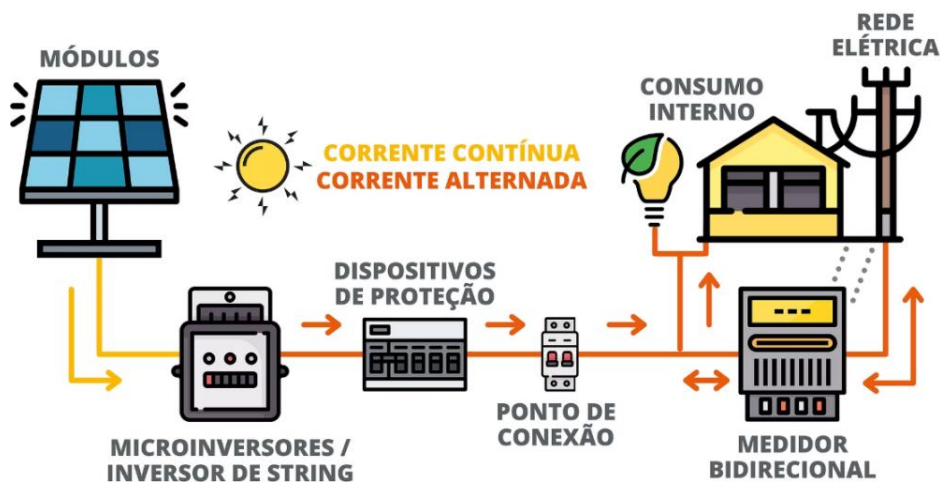 MÓDULOS
CORRENTE CONTÍNUA
CORRENTE ALTERNADA
CONSUMO
INTERNO
REDE
ELÉTRICA
DISPOSITIVOS
DE PROTEÇÃO
MICROINVERSORES /
INVERSOR DE STRING
PONTO DE
CONEXÃO
MEDIDOR
BIDIRECIONAL